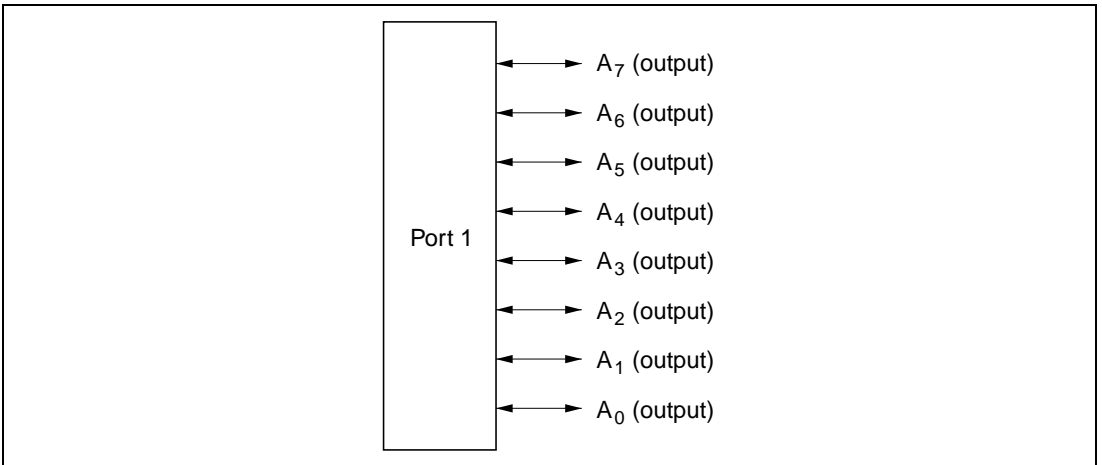 A7 (output)
A6 (output)
A5 (output)
A4 (output)
Port 1
A3 (output)
A2 (output)
A1 (output)
A0 (output)